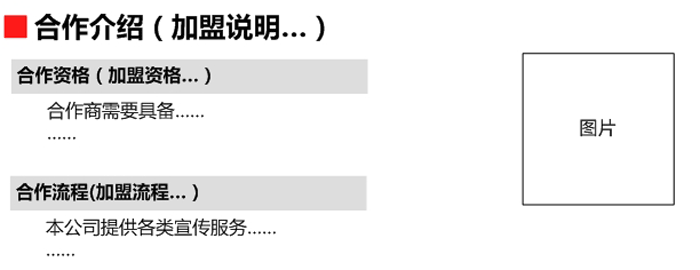 合作介绍（加盟说明...）
合作资格（加盟资格...）
合作商需要具备......
......
图片
合作流程(加盟流程...）
本公司提供各类宣传服务......
......